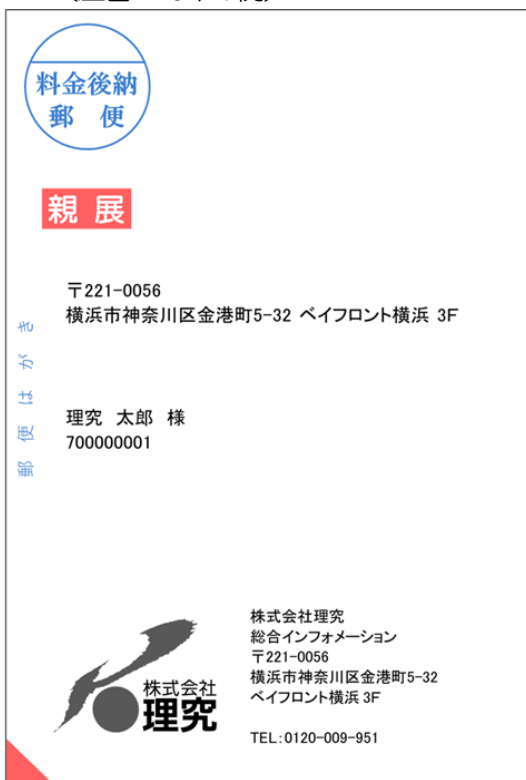 料金後納
郵 便
親 展
〒221-0056
横浜市神奈川区金港町5-32 ベイフロント横浜 3F
郵便はがき
理究 太郎 様
700000001
株式会社
理究
株式会社理究
総合インフォメーション
〒221-0056
横浜市神奈川区金港町5-32
ベイフロント横浜 3F
TEL:0120-009-951